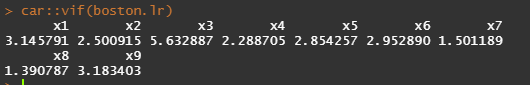 > car::vif(boston.lr)
x1 x2 x3 x4 x5 x6 x7
3.145791 2.500915 5.632887 2.288705 2.854257 2.952890 1.501189
x8 x9
1.390787 3.183403
>